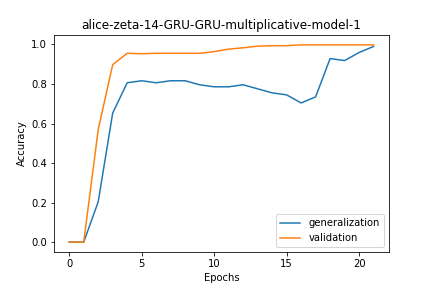 alice-zeta-14-GRU-GRU-multiplicative-model-1
1.0
0.8
0.6
0.4
0.2
0.0
Accuracy
0
5
10
15
20
Epochs
generalization
validation